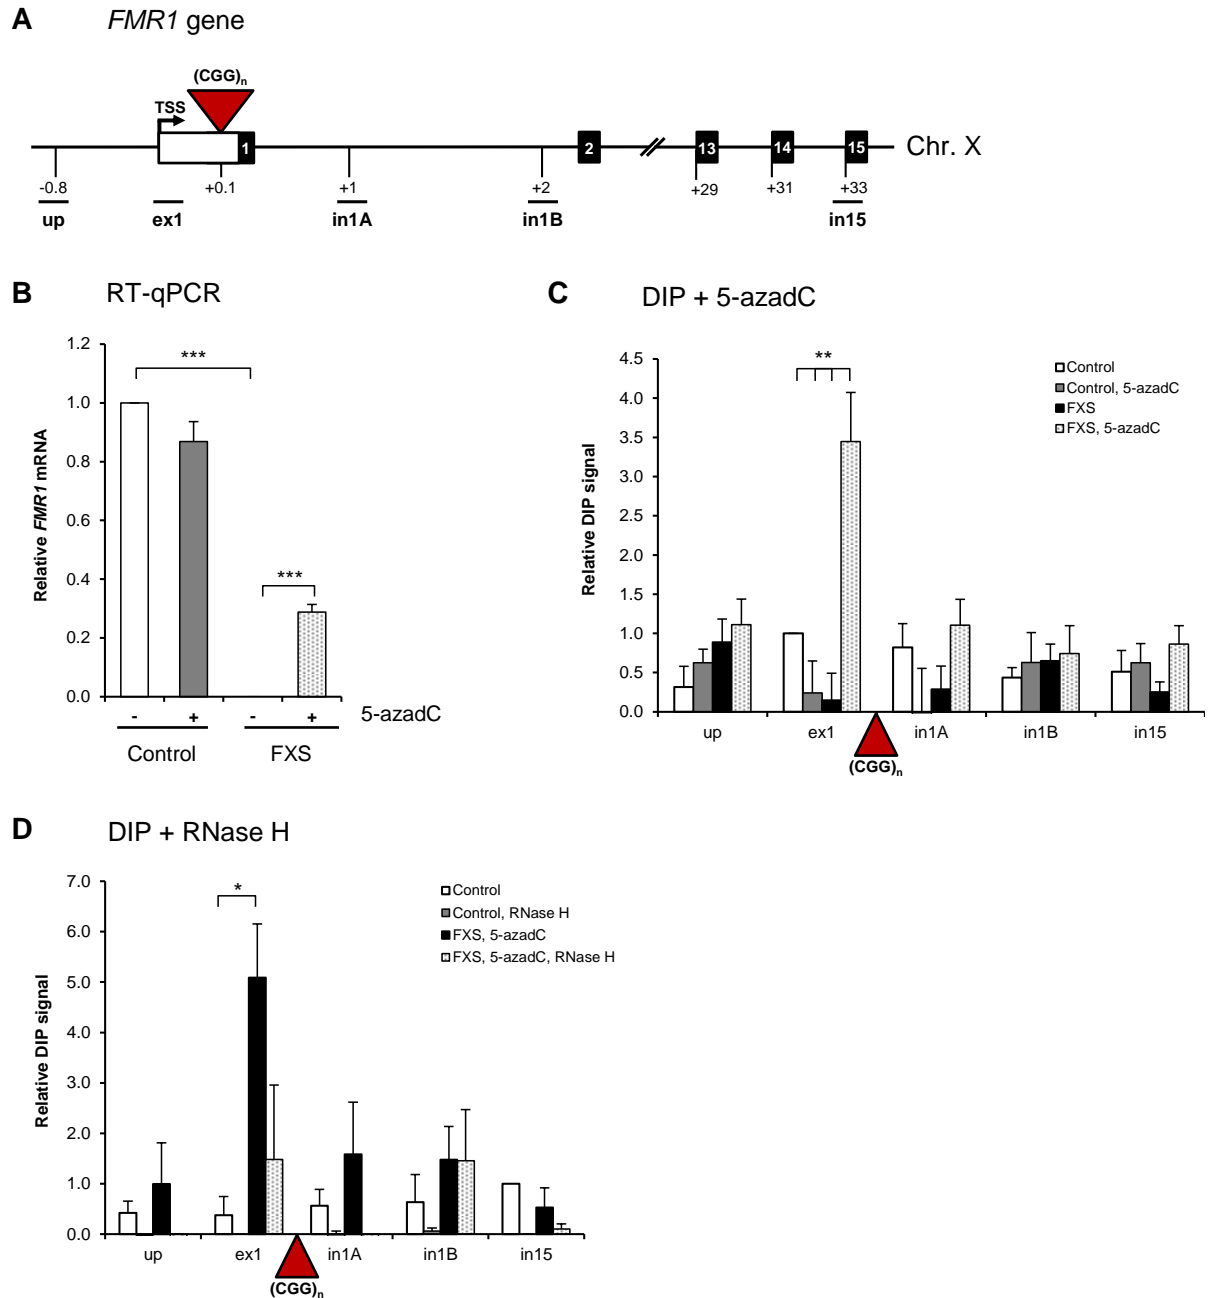 A FMR1 gene
(CGG)n
TSS
1 2 13 14 15 Chr. X
-0.8 +0.1 +1 +2 +29 +31 +33
up ex1 in1A in1B in15
B RT-qPCR
Relative FMR1 mRNA
1.2
1.0
0.8
0.6
0.4
0.2
0.0
***
***
- + - + 5-azadC
Control FXS
C DIP + 5-azadC
Relative DIP signal
4.5
4.0
3.5
3.0
2.5
2.0
1.5
1.0
0.5
0.0
**
Control
Control, 5-azadC
FXS
FXS, 5-azadC
up ex1 in1A in1B in15
(CGG)n
D DIP + RNase H
Relative DIP signal
7.0
6.0
5.0
4.0
3.0
2.0
1.0
0.0
*
Control
Control, RNase H
FXS, 5-azadC
FXS, 5-azadC, RNase H
up ex1 in1A in1B in15
(CGG)n